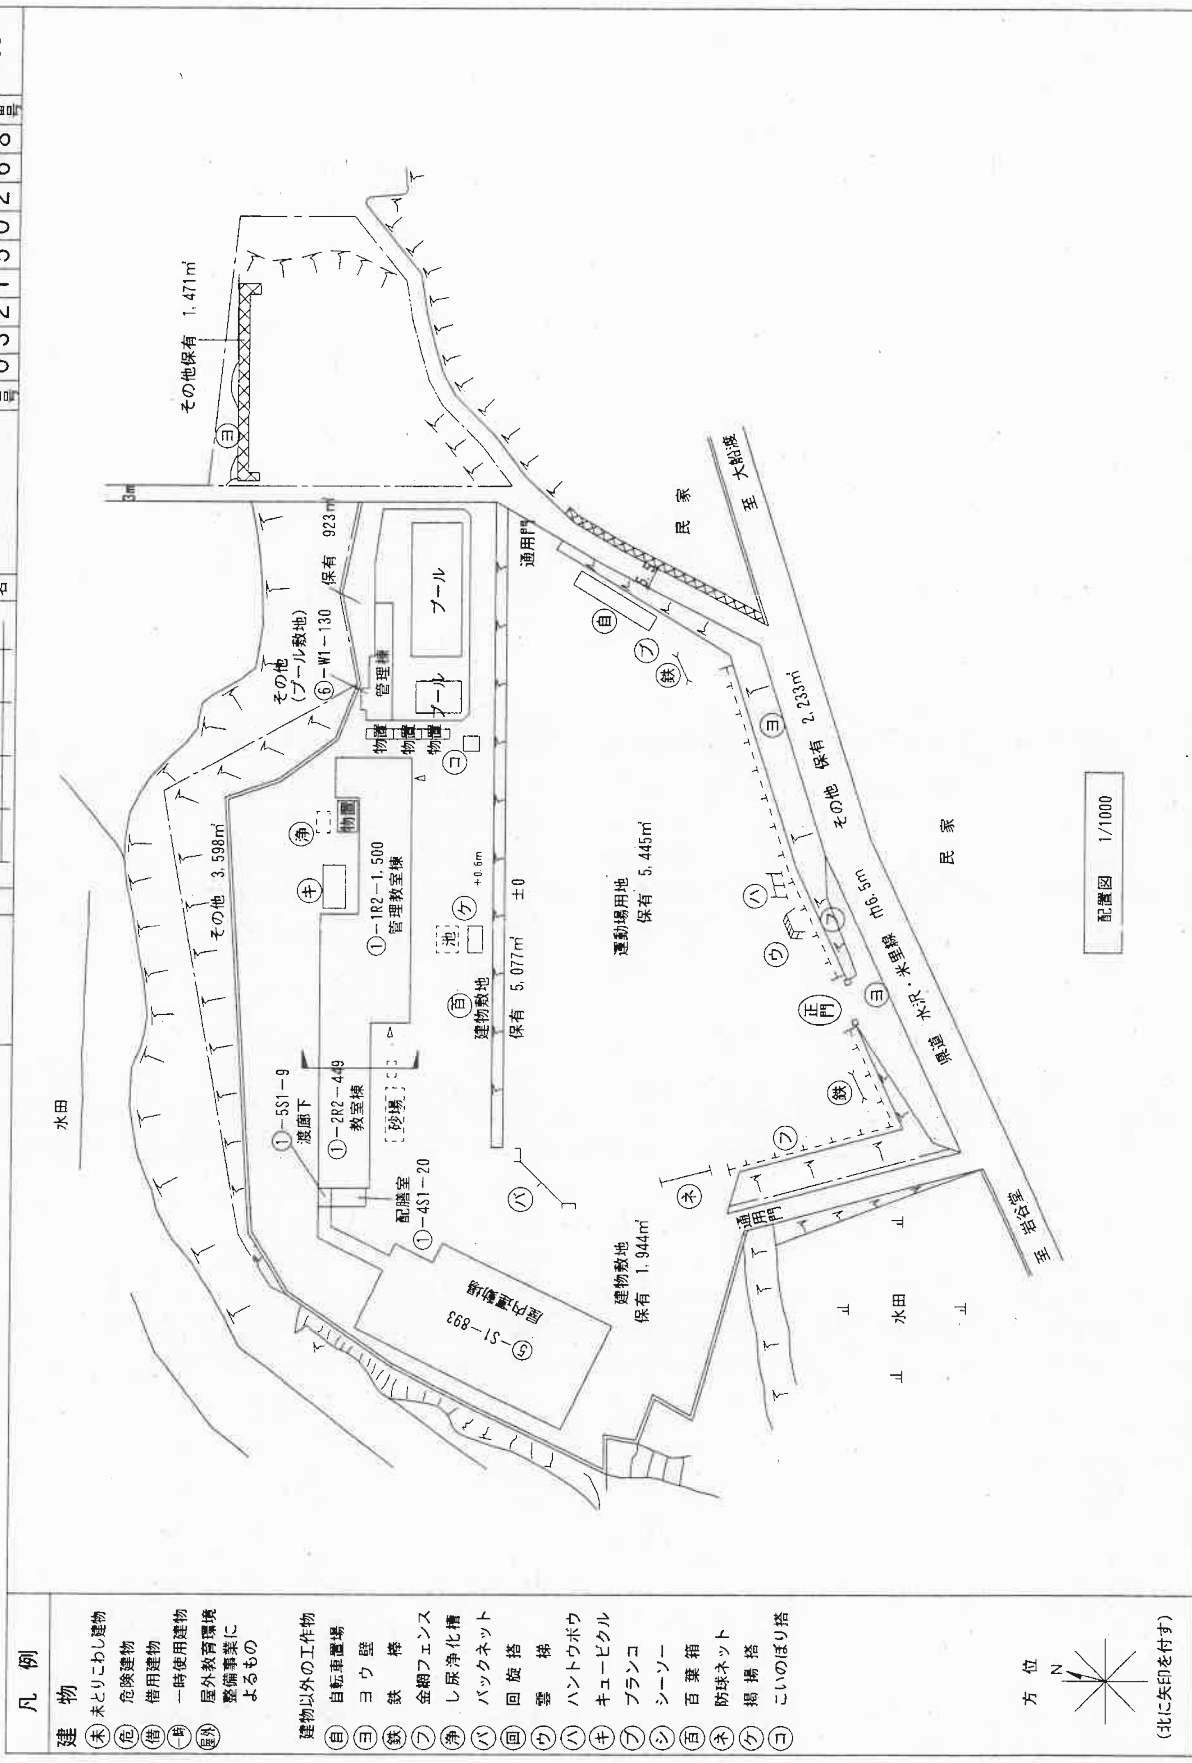 凡例
建物
未 未とりこわし建物
危 危険建物
借 借用建物
一時 一時使用建物
屋外 屋外教育環境
整備事業に
よるもの
建物以外の工作物
自 自転車置場
ヨ ヨウ壁
鉄 鉄棒
フ 金網フェンス
浄 し尿浄化槽
バ バックネット
回 回旋塔
ウ 雲梯
ハ ハントウボウ
キ キュービクル
ブ ブランコ
シ シーソー
百 百葉箱
ネ 防球ネット
ケ 掲揚塔
コ こいのぼり塔
方位
N
(北に矢印を付す)
水田
その他 3,598㎡
その他
(プール敷地)
⑥-W1-130
保有 923㎡
3m
その他保有 1,471㎡
ヨ
管理棟
プール
プール
物置
物置
物置
コ
浄
物置
キ
①-1R2-1,500
管理教室棟
池
ケ
+0.6m
百
建物敷地
保有 5,077㎡
±0
①-5S1-9
渡廊下
①-2R2-449
教室棟
砂場
配膳室
①-4S1-20
⑤-S1-893
屋内運動場
バ
建物敷地
保有 1,944㎡
運動場用地
保有 5,445㎡
通用門
自
ブ
鉄
5.5
民家
至 大船渡
ヨ
その他 保有 2,233㎡
ハ
ウ
フ
正門
ヨ
県道 水沢・米里線 巾6.5m
民家
鉄
フ
ネ
通用門
水田
至 岩谷堂
配置図 1/1000